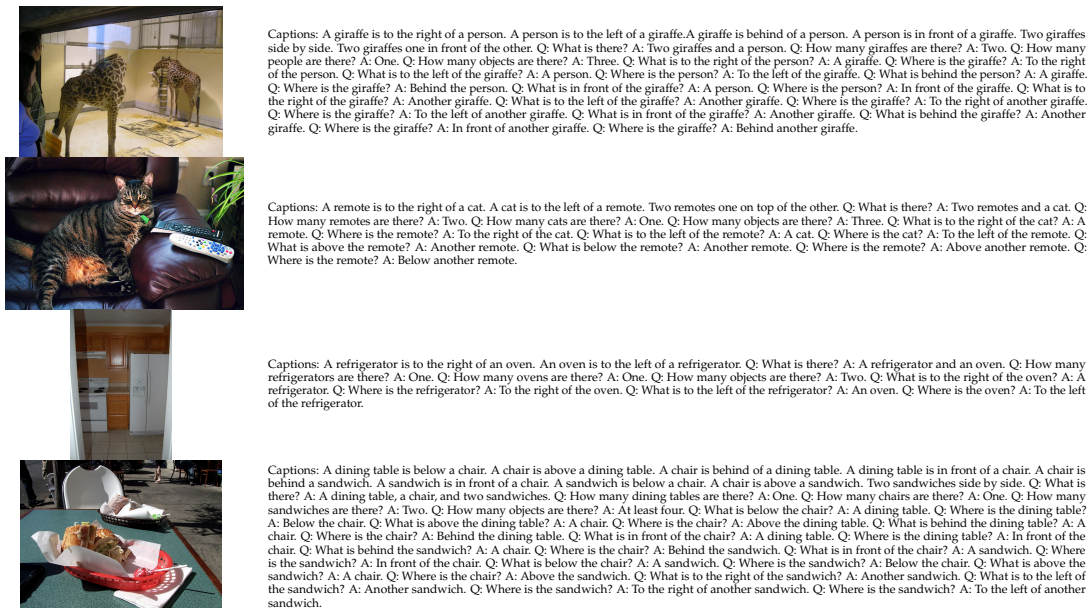 Captions: A giraffe is to the right of a person. A person is to the left of a giraffe.A giraffe is behind of a person. A person is in front of a giraffe. Two giraffes
side by side. Two giraffes one in front of the other. Q: What is there? A: Two giraffes and a person. Q: How many giraffes are there? A: Two. Q: How many
people are there? A: One. Q: How many objects are there? A: Three. Q: What is to the right of the person? A: A giraffe. Q: Where is the giraffe? A: To the right
of the person. Q: What is to the left of the giraffe? A: A person. Q: Where is the person? A: To the left of the giraffe. Q: What is behind the person? A: A giraffe.
Q: Where is the giraffe? A: Behind the person. Q: What is in front of the giraffe? A: A person. Q: Where is the person? A: In front of the giraffe. Q: What is to
the right of the giraffe? A: Another giraffe. Q: What is to the left of the giraffe? A: Another giraffe. Q: Where is the giraffe? A: To the right of another giraffe.
Q: Where is the giraffe? A: To the left of another giraffe. Q: What is in front of the giraffe? A: Another giraffe. Q: What is behind the giraffe? A: Another
giraffe. Q: Where is the giraffe? A: In front of another giraffe. Q: Where is the giraffe? A: Behind another giraffe.
Captions: A remote is to the right of a cat. A cat is to the left of a remote. Two remotes one on top of the other. Q: What is there? A: Two remotes and a cat. Q:
How many remotes are there? A: Two. Q: How many cats are there? A: One. Q: How many objects are there? A: Three. Q: What is to the right of the cat? A: A
remote. Q: Where is the remote? A: To the right of the cat. Q: What is to the left of the remote? A: A cat. Q: Where is the cat? A: To the left of the remote. Q:
What is above the remote? A: Another remote. Q: What is below the remote? A: Another remote. Q: Where is the remote? A: Above another remote. Q:
Where is the remote? A: Below another remote.
Captions: A refrigerator is to the right of an oven. An oven is to the left of a refrigerator. Q: What is there? A: A refrigerator and an oven. Q: How many
refrigerators are there? A: One. Q: How many ovens are there? A: One. Q: How many objects are there? A: Two. Q: What is to the right of the oven? A: A
refrigerator. Q: Where is the refrigerator? A: To the right of the oven. Q: What is to the left of the refrigerator? A: An oven. Q: Where is the oven? A: To the left
of the refrigerator.
Captions: A dining table is below a chair. A chair is above a dining table. A chair is behind of a dining table. A dining table is in front of a chair. A chair is
behind a sandwich. A sandwich is in front of a chair. A sandwich is below a chair. A chair is above a sandwich. Two sandwiches side by side. Q: What is
there? A: A dining table, a chair, and two sandwiches. Q: How many dining tables are there? A: One. Q: How many chairs are there? A: One. Q: How many
sandwiches are there? A: Two. Q: How many objects are there? A: At least four. Q: What is below the chair? A: A dining table. Q: Where is the dining table?
A: Below the chair. Q: What is above the dining table? A: A chair. Q: Where is the chair? A: Above the dining table. Q: What is behind the dining table? A: A
chair. Q: Where is the chair? A: Behind the dining table. Q: What is in front of the chair? A: A dining table. Q: Where is the dining table? A: In front of the
chair. Q: What is behind the sandwich? A: A chair. Q: Where is the chair? A: Behind the sandwich. Q: What is in front of the chair? A: A sandwich. Q: Where
is the sandwich? A: In front of the chair. Q: What is below the chair? A: A sandwich. Q: Where is the sandwich? A: Below the chair. Q: What is above the
sandwich? A: A chair. Q: Where is the chair? A: Above the sandwich. Q: What is to the right of the sandwich? A: Another sandwich. Q: What is to the left of
the sandwich? A: Another sandwich. Q: Where is the sandwich? A: To the right of another sandwich. Q: Where is the sandwich? A: To the left of another
sandwich.